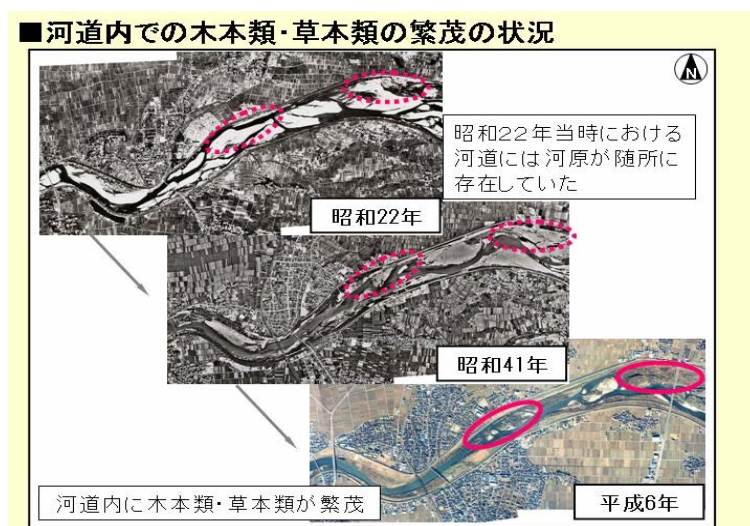 ■河道内での木本類・草本類の繁茂の状況
N
昭和22年当時における
河道には河原が随所に
存在していた
昭和22年
昭和41年
河道内に木本類・草本類が繁茂
平成6年